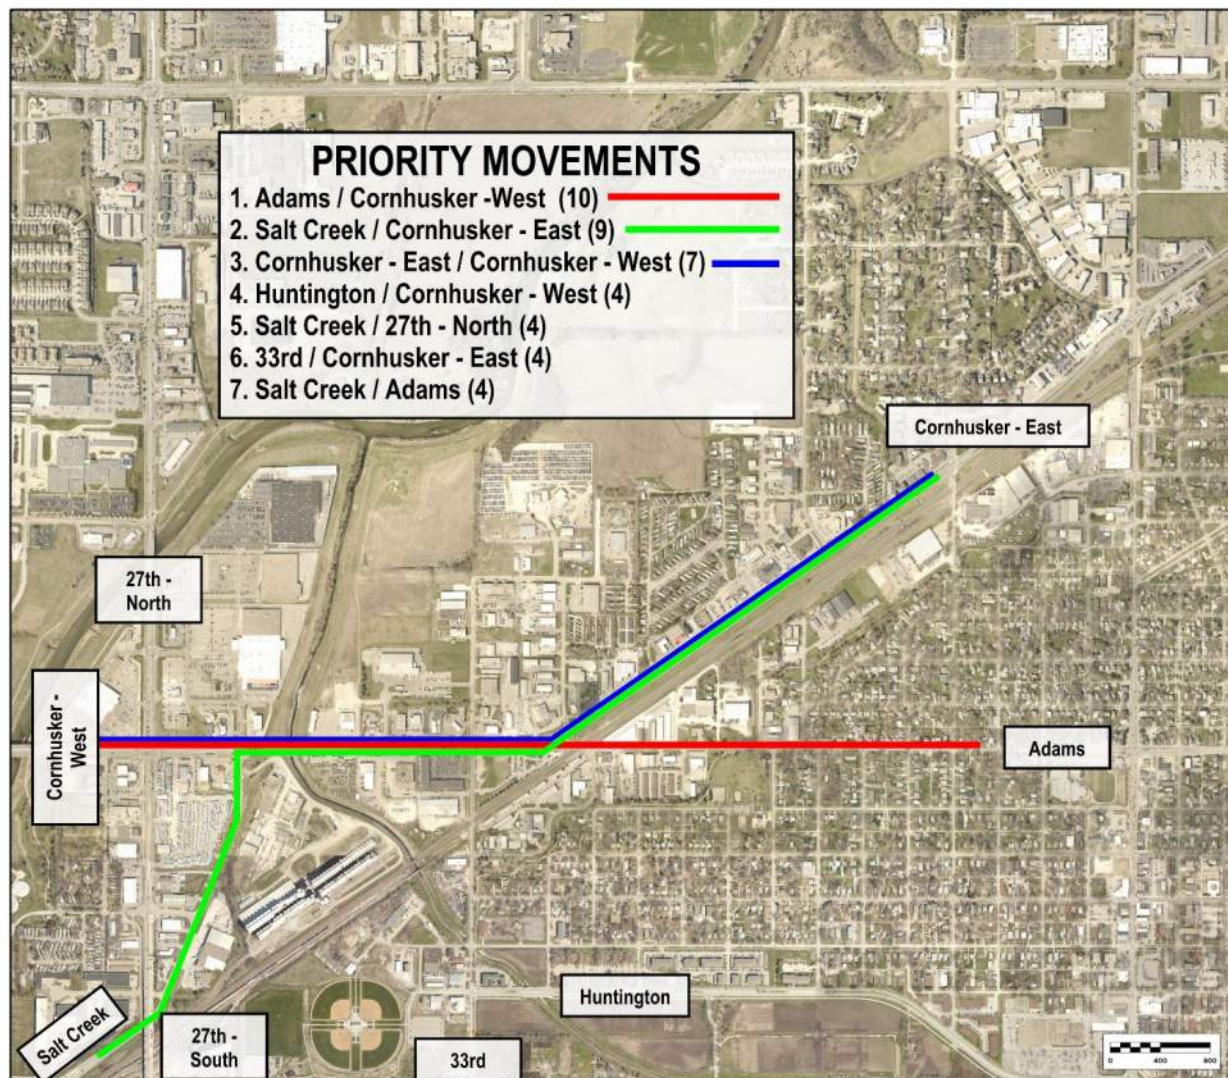 PRIORITY MOVEMENTS
1. Adams / Cornhusker -West (10)
2. Salt Creek / Cornhusker - East (9)
3. Cornhusker - East / Cornhusker - West (7)
4. Huntington / Cornhusker - West (4)
5. Salt Creek / 27th - North (4)
6. 33rd / Cornhusker - East (4)
7. Salt Creek / Adams (4)
Cornhusker - East
27th -
North
Cornhusker -
West
Adams
Huntington
Salt Creek
27th -
South
33rd
0 400 800